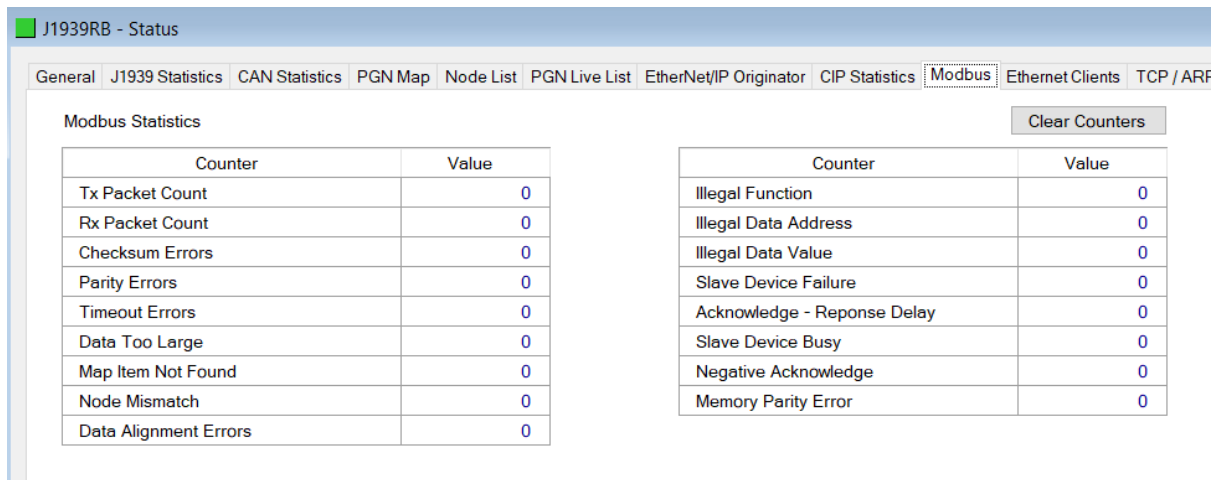 J1939RB - Status
General J1939 Statistics CAN Statistics PGN Map Node List PGN Live List EtherNet/IP Originator CIP Statistics Modbus Ethernet Clients TCP / ARP
Modbus Statistics Clear Counters
Counter Value Counter Value
Tx Packet Count 0 Illegal Function 0
Rx Packet Count 0 Illegal Data Address 0
Checksum Errors 0 Illegal Data Value 0
Parity Errors 0 Slave Device Failure 0
Timeout Errors 0 Acknowledge - Reponse Delay 0
Data Too Large 0 Slave Device Busy 0
Map Item Not Found 0 Negative Acknowledge 0
Node Mismatch 0 Memory Parity Error 0
Data Alignment Errors 0